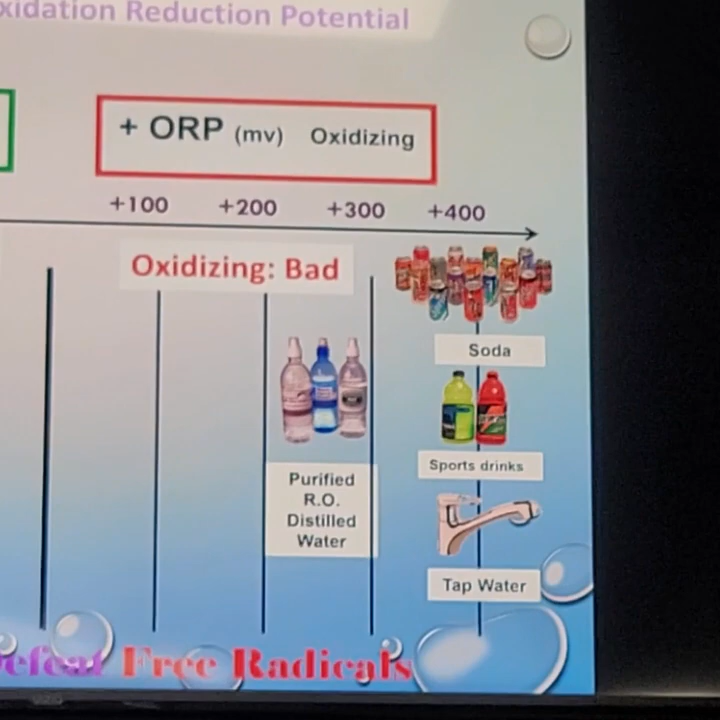 xidation Reduction Potential
+ ORP (mv) Oxidizing
+100 +200 +300 +400
Oxidizing: Bad
Soda
Sports drinks
Purified
R.O.
Distilled
Water
Tap Water
efeat Free Radicals